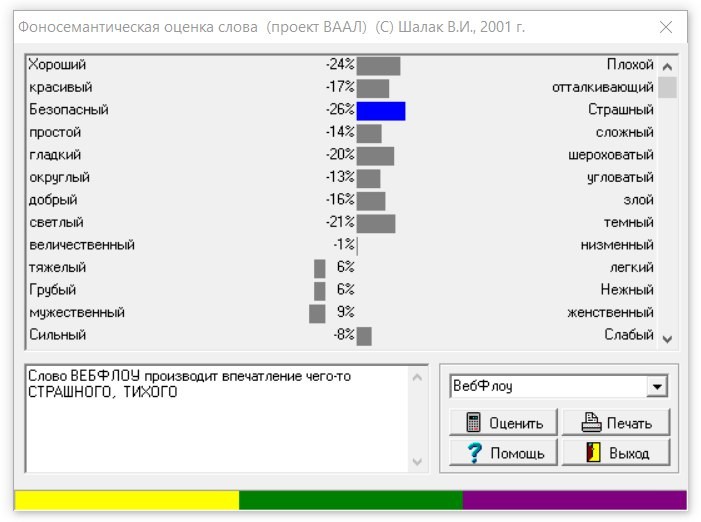 Фоносемантическая оценка слова (проект ВААЛ) (C) Шалак В.И., 2001 г.
Хороший -24% Плохой
красивый -17% отталкивающий
Безопасный -26% Страшный
простой -14% сложный
гладкий -20% шероховатый
округлый -13% угловатый
добрый -16% злой
светлый -21% темный
величественный -1% низменный
тяжелый 6% легкий
Грубый 6% Нежный
мужественный 9% женственный
Сильный -8% Слабый
Слово ВЕБФЛОУ производит впечатление чего-то
СТРАШНОГО, ТИХОГО
ВебФлоу
Оценить Печать
? Помощь Выход